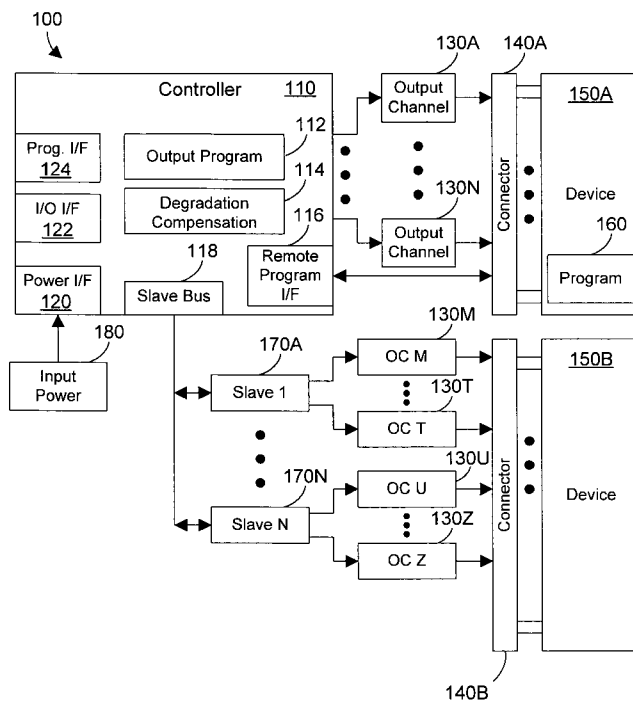 100
130A
140A
Controller
110
Output
Channel
150A
Prog. I/F
124
Output Program
112
Degradation
Compensation
114
I/O I/F
122
116
130N
Output
Channel
Connector
Device
160
Program
118
Remote
Program
I/F
Power I/F
120
Slave Bus
180
Input
Power
170A
Slave 1
130M
OC M
130T
OC T
150B
170N
Slave N
130U
OC U
130Z
OC Z
Connector
Device
140B